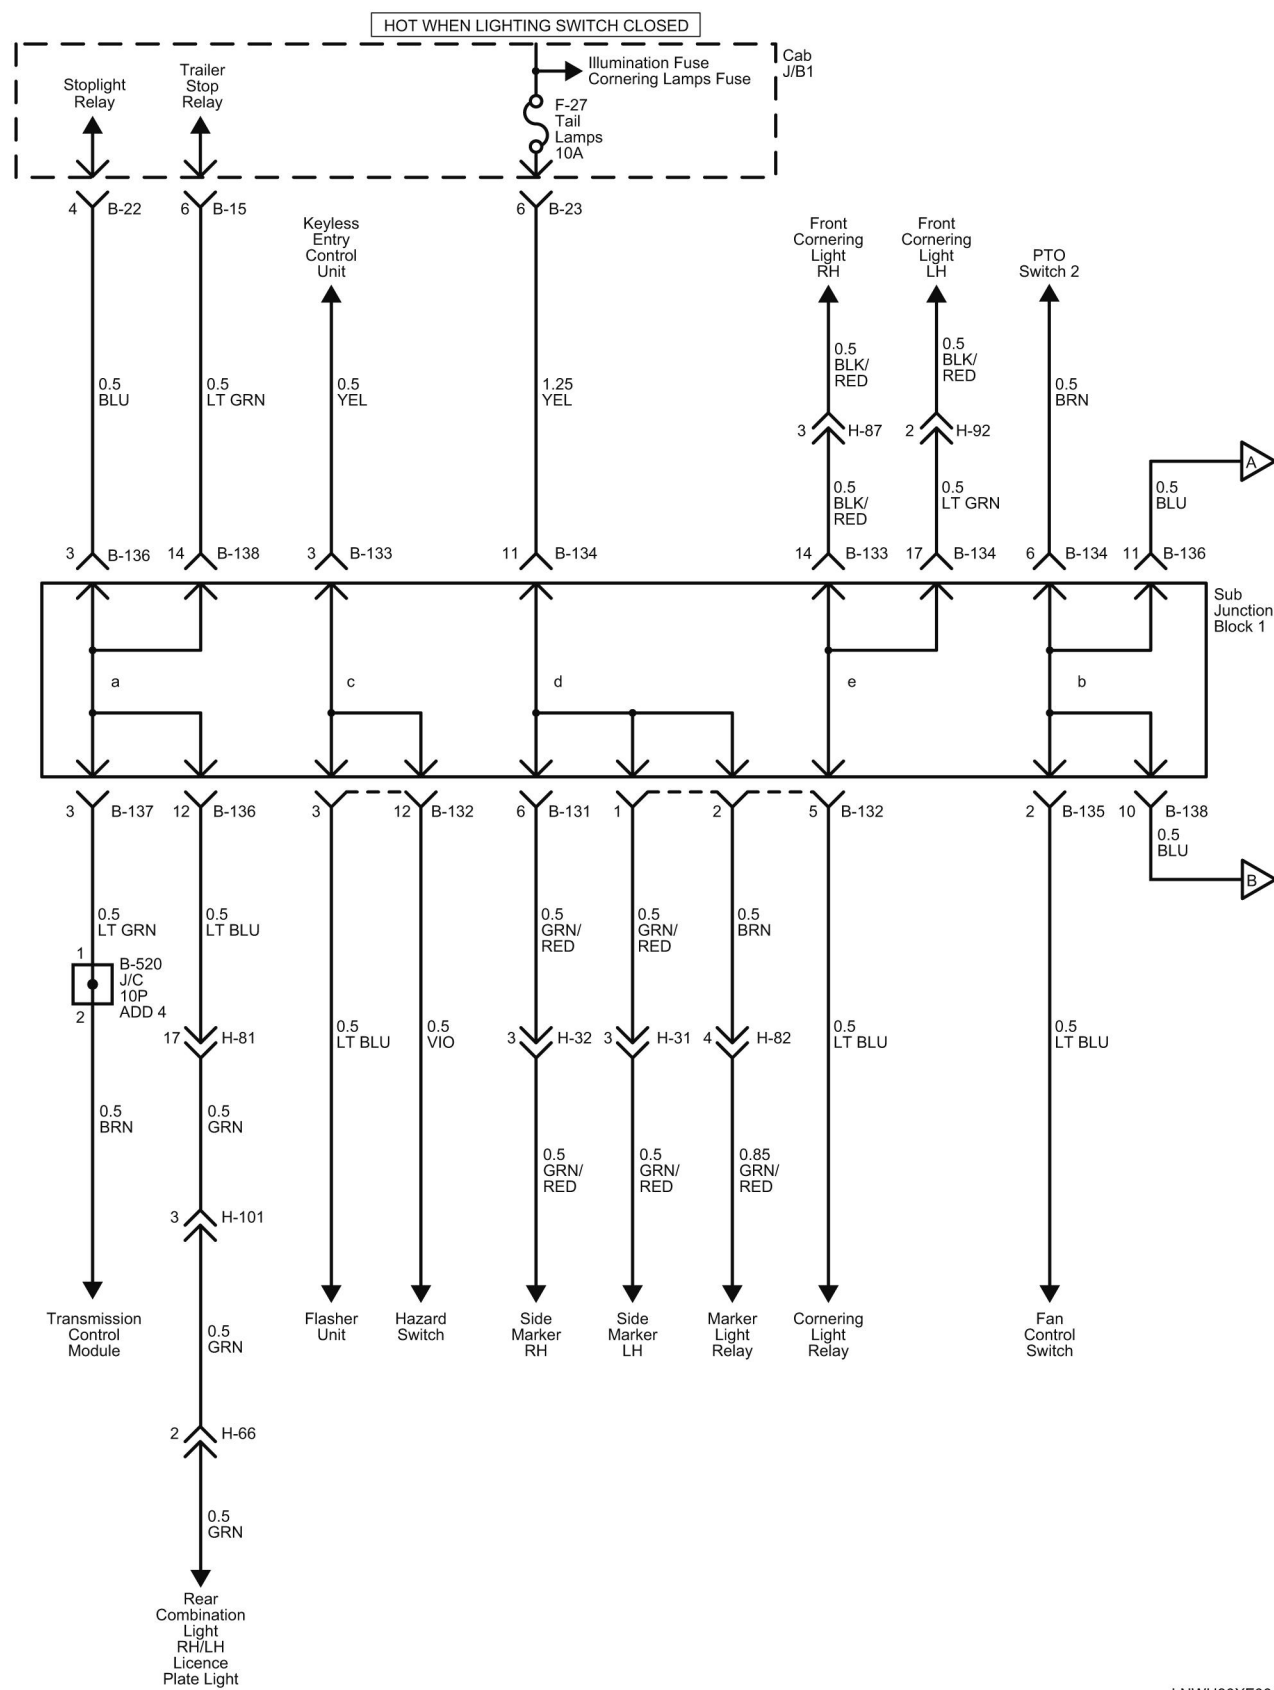 HOT WHEN LIGHTING SWITCH CLOSED
Cab
J/B1
Stoplight
Relay
Trailer
Stop
Relay
Illumination Fuse
Cornering Lamps Fuse
F-27
Tail
Lamps
10A
4 B-22
6 B-15
6 B-23
Keyless
Entry
Control
Unit
Front
Cornering
Light
RH
Front
Cornering
Light
LH
PTO
Switch 2
0.5
BLU
0.5
LT GRN
0.5
YEL
1.25
YEL
0.5
BLK/
RED
0.5
BLK/
RED
0.5
BRN
3 H-87
2 H-92
A
0.5
BLK/
RED
0.5
LT GRN
0.5
BLU
3 B-136
14 B-138
3 B-133
11 B-134
14 B-133
17 B-134
6 B-134
11 B-136
Sub
Junction
Block 1
a
c
d
e
b
3 B-137
12 B-136
3
12 B-132
6 B-131
1
2
5 B-132
2 B-135
10 B-138
0.5
BLU
B
0.5
LT GRN
0.5
LT BLU
0.5
GRN/
RED
0.5
GRN/
RED
0.5
BRN
1
B-520
J/C
10P
ADD 4
2
17 H-81
0.5
LT BLU
0.5
VIO
3 H-32
3 H-31
4 H-82
0.5
LT BLU
0.5
LT BLU
0.5
BRN
0.5
GRN
0.5
GRN/
RED
0.5
GRN/
RED
0.85
GRN/
RED
3 H-101
Transmission
Control
Module
0.5
GRN
Flasher
Unit
Hazard
Switch
Side
Marker
RH
Side
Marker
LH
Marker
Light
Relay
Cornering
Light
Relay
Fan
Control
Switch
2 H-66
0.5
GRN
Rear
Combination
Light
RH/LH
Licence
Plate Light